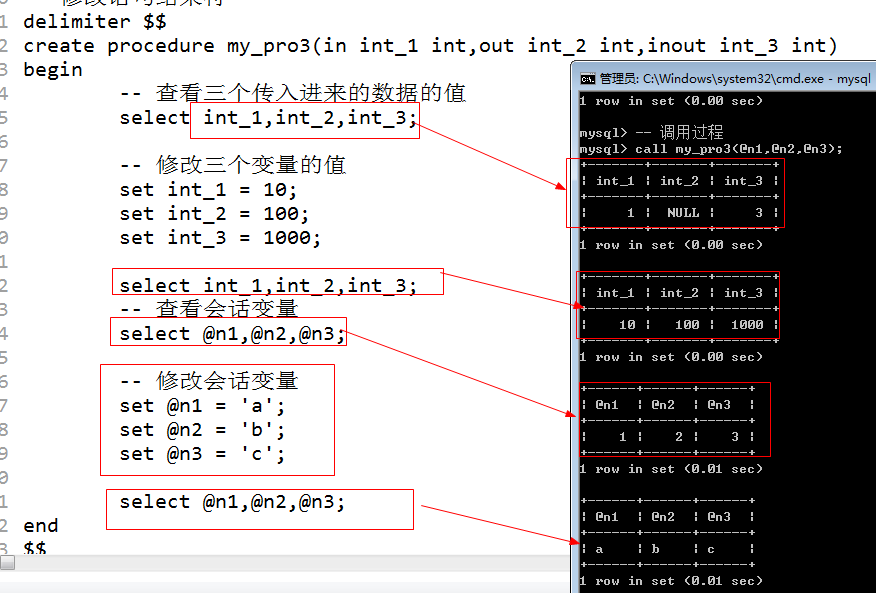 delimiter $$
create procedure my_pro3(in int_1 int,out int_2 int,inout int_3 int)
begin
-- 查看三个传入进来的数据的值
select int_1,int_2,int_3;
-- 修改三个变量的值
set int_1 = 10;
set int_2 = 100;
set int_3 = 1000;
select int_1,int_2,int_3;
-- 查看会话变量
select @n1,@n2,@n3;
-- 修改会话变量
set @n1 = 'a';
set @n2 = 'b';
set @n3 = 'c';
select @n1,@n2,@n3;
end
$$
管理员: C:\Windows\system32\cmd.exe - mysql
1 row in set (0.00 sec)
mysql> -- 调用过程
mysql> call my_pro3(@n1,@n2,@n3);
+-------+-------+-------+
| int_1 | int_2 | int_3 |
+-------+-------+-------+
|     1 |  NULL |     3 |
+-------+-------+-------+
1 row in set (0.00 sec)
+-------+-------+-------+
| int_1 | int_2 | int_3 |
+-------+-------+-------+
|    10 |   100 |  1000 |
+-------+-------+-------+
1 row in set (0.00 sec)
+------+------+------+
| @n1  | @n2  | @n3  |
+------+------+------+
|    1 |    2 |    3 |
+------+------+------+
1 row in set (0.01 sec)
+------+------+------+
| @n1  | @n2  | @n3  |
+------+------+------+
| a    | b    | c    |
+------+------+------+
1 row in set (0.01 sec)